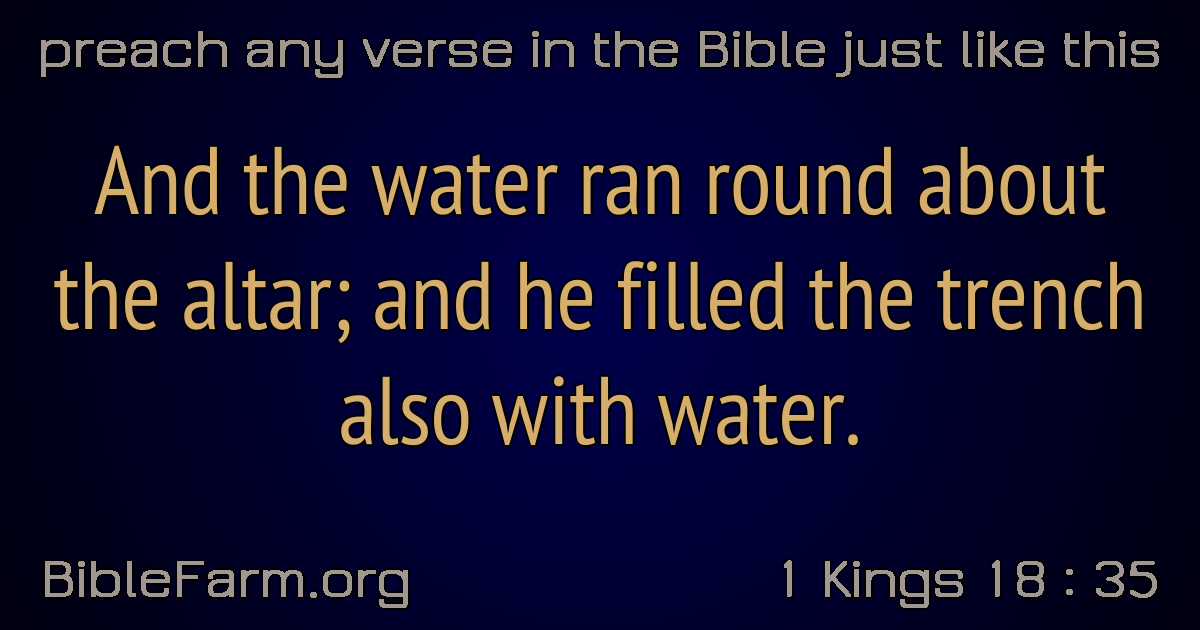 preach any verse in the Bible just like this
And the water ran round about
the altar; and he filled the trench
also with water.
BibleFarm.org
1 Kings 18 : 35